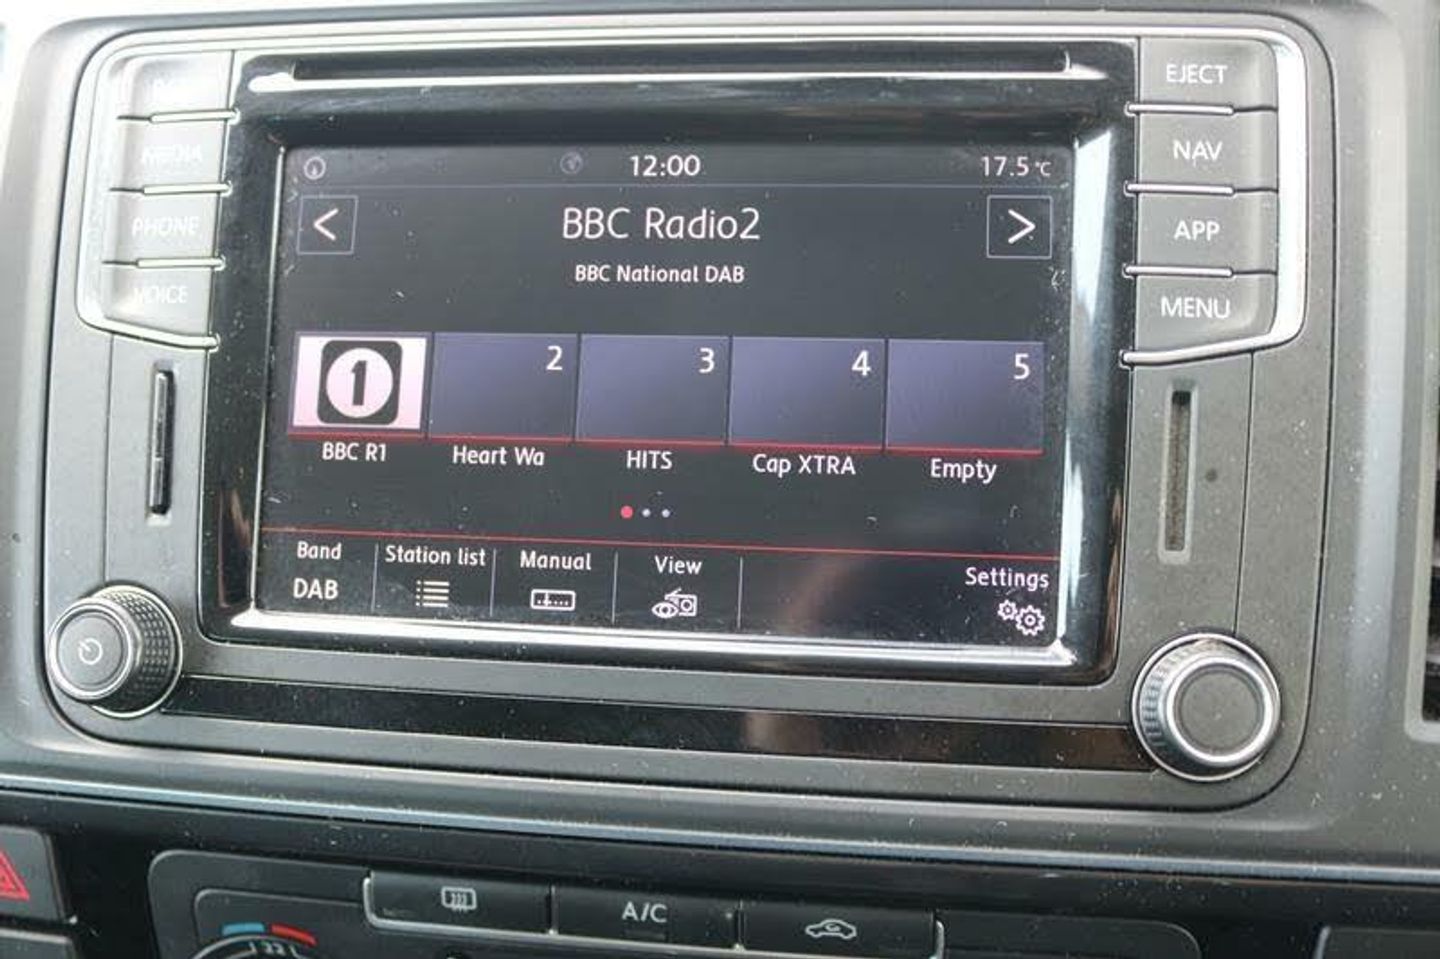 EJECT
MEDIA
NAV
PHONE
APP
VOICE
MENU
12:00
17.5 °C
<
BBC Radio2
>
BBC National DAB
1
2
3
4
5
BBC R1
Heart Wa
HITS
Cap XTRA
Empty
Band
Station list
Manual
View
Settings
DAB
A/C
22